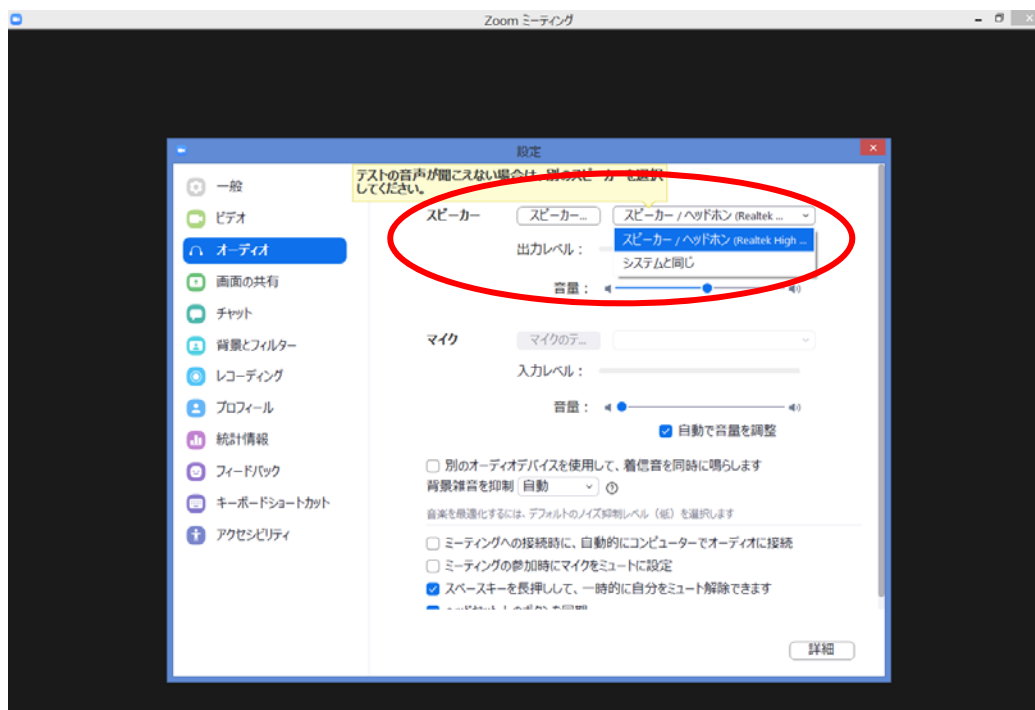 Zoom ミーティング
設定
テストの音声が聞こえない場合は、別のスピーカーを選択
してください。
一般
ビデオ
オーディオ
画面の共有
チャット
背景とフィルター
レコーディング
プロフィール
統計情報
フィードバック
キーボードショートカット
アクセシビリティ
スピーカー
スピーカー...
スピーカー / ヘッドホン (Realtek ...
スピーカー / ヘッドホン (Realtek High ...
システムと同じ
出力レベル：
音量：
マイク
マイクのテ...
入力レベル：
音量：
自動で音量を調整
別のオーディオデバイスを使用して、着信音を同時に鳴らします
背景雑音を抑制 自動
音楽を最適化するには、デフォルトのノイズ抑制レベル（低）を選択します
ミーティングへの接続時に、自動的にコンピューターでオーディオに接続
ミーティングの参加時にマイクをミュートに設定
スペースキーを長押しして、一時的に自分をミュート解除できます
詳細